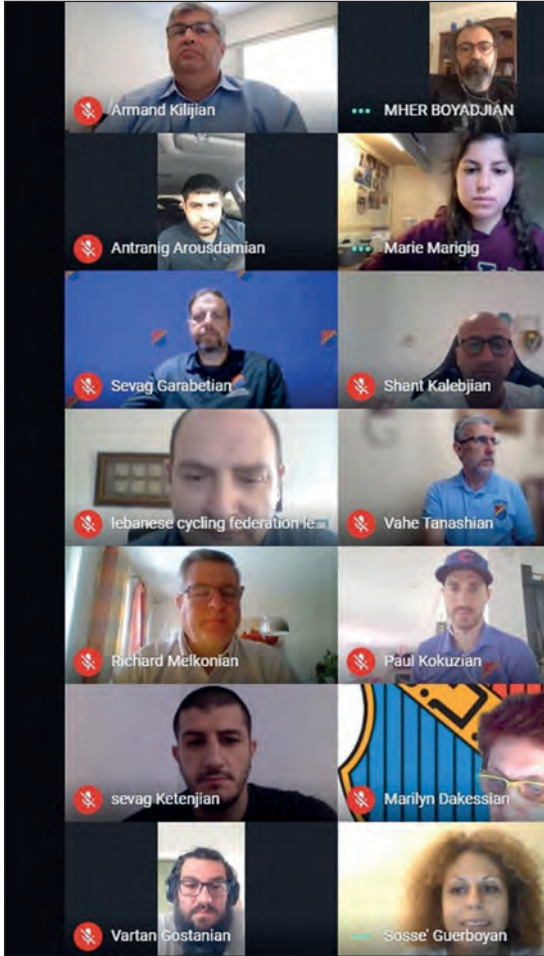 Armand Kilijian
MHER BOYADJIAN
Antranig Arousdamian
Marie Marigig
Sevag Garabetian
Shant Kalebjian
lebanese cycling federation le
Vahe Tanashian
Richard Melkonian
Paul Kokuzian
sevag Ketenjian
Marilyn Dakessian
Vartan Gostanian
Sosse' Guerboyan